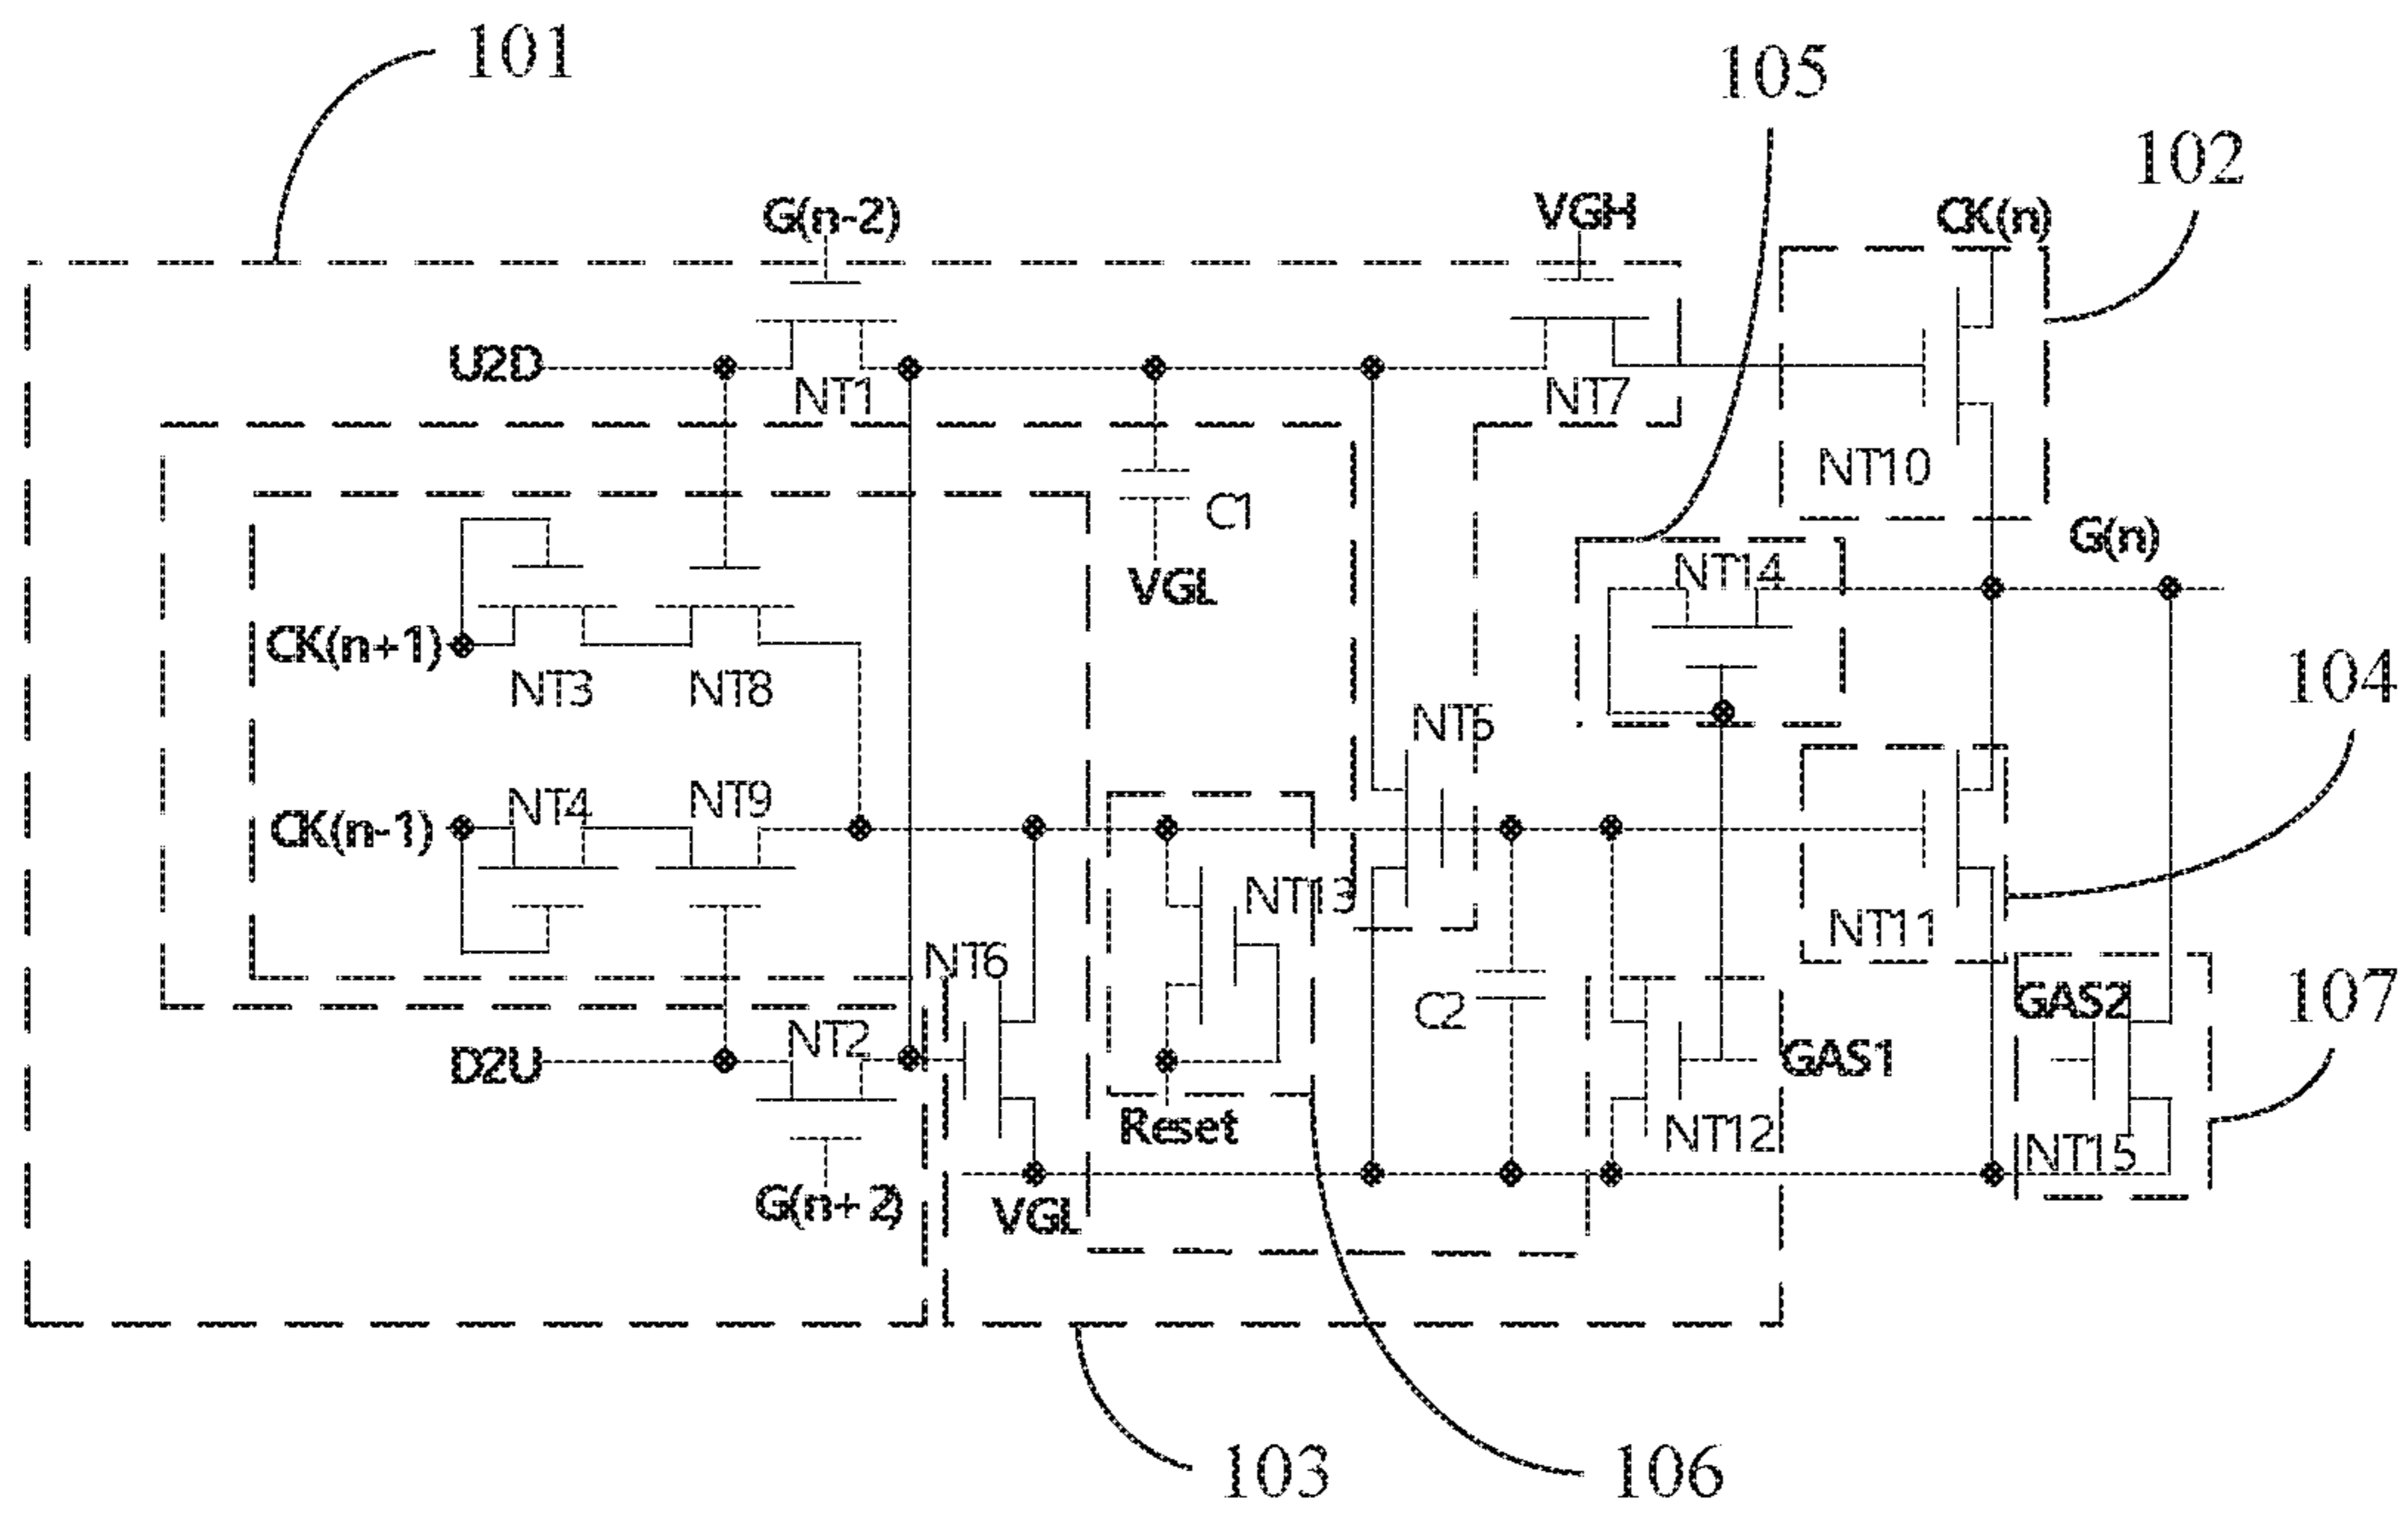 101
105
102
G(n-2)
VGH
CK(n)
U2D
NT1
NT7
NT10
C1
G(n)
VGL
NT14
CK(n+1)
NT3
NT8
104
NT5
NT4
NT9
CK(n-1)
NT13
NT11
NT6
C2
GAS2
107
NT2
D2U
GAS1
Reset
NT12
NT15
G(n+2)
VGL
103
106